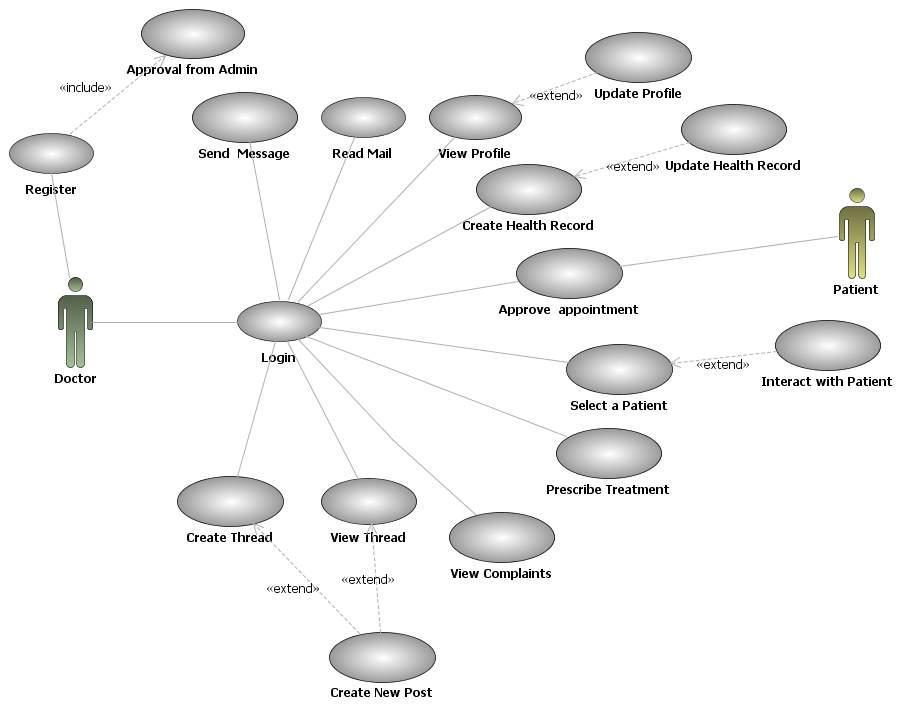 Approval from Admin
«include»
Update Profile
«extend»
Send  Message
Read Mail
View Profile
«extend»
Update Health Record
Register
Create Health Record
Patient
Approve  appointment
Login
Doctor
«extend»
Interact with Patient
Select a Patient
Prescribe Treatment
Create Thread
View Thread
View Complaints
«extend»
«extend»
Create New Post